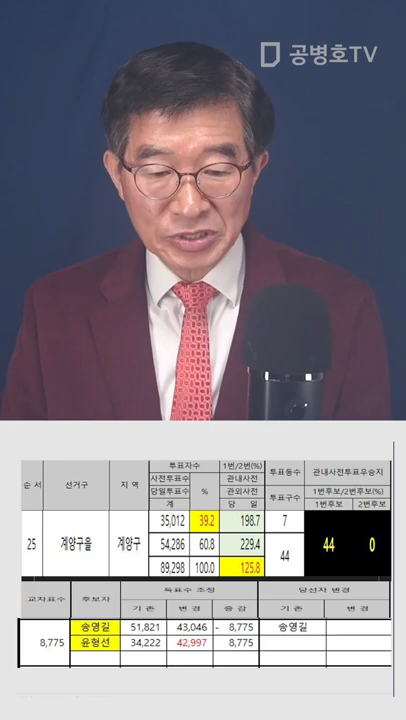 공병호TV
순 서 선거구 지 역 투표자수 1번/2번(%) 투표동수 관내사전투표우승지
사전투표수 % 관내사전
당일투표수 관외사전 투표구수 1번후보/2번후보(%)
계 당 일 1번후보 2번후보
35,012 39.2 198.7 7
25 계양구을 계양구 54,286 60.8 229.4 44 44 0
89,298 100.0 125.8
교차표수 후보자 득표수 조정 당선자 변경
기 존 변 경 증 감 기 존 변 경
송영길 51,821 43,046 - 8,775 송영길
8,775 윤형선 34,222 42,997 8,775